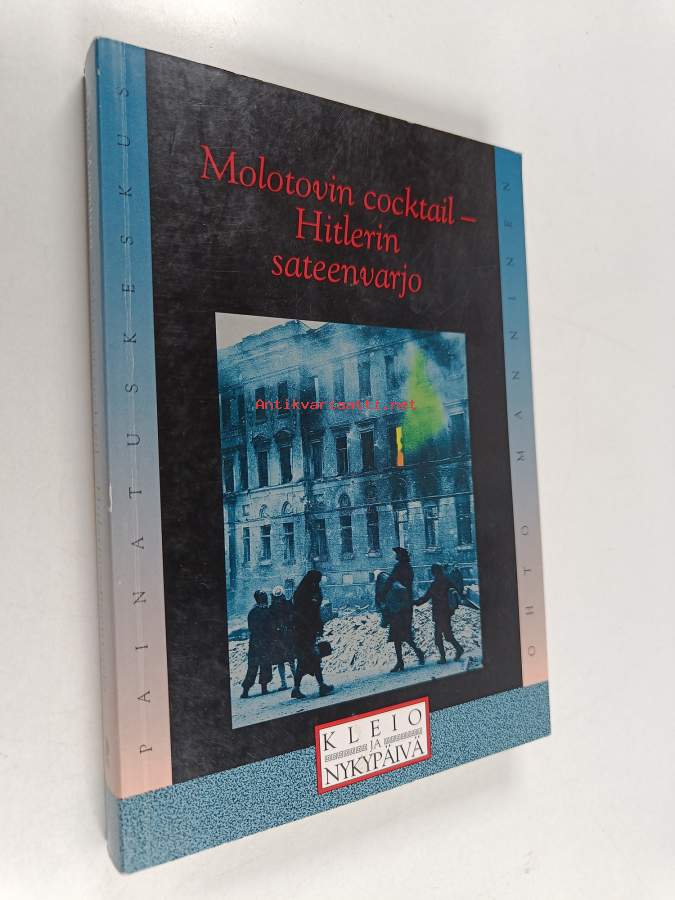 Molotovin cocktail –
Hitlerin
sateenvarjo
PAINATUSKESKUS
OHTO MANNINEN
Antikvariaatti.net
KLEIO
JA
NYKYPÄIVÄ